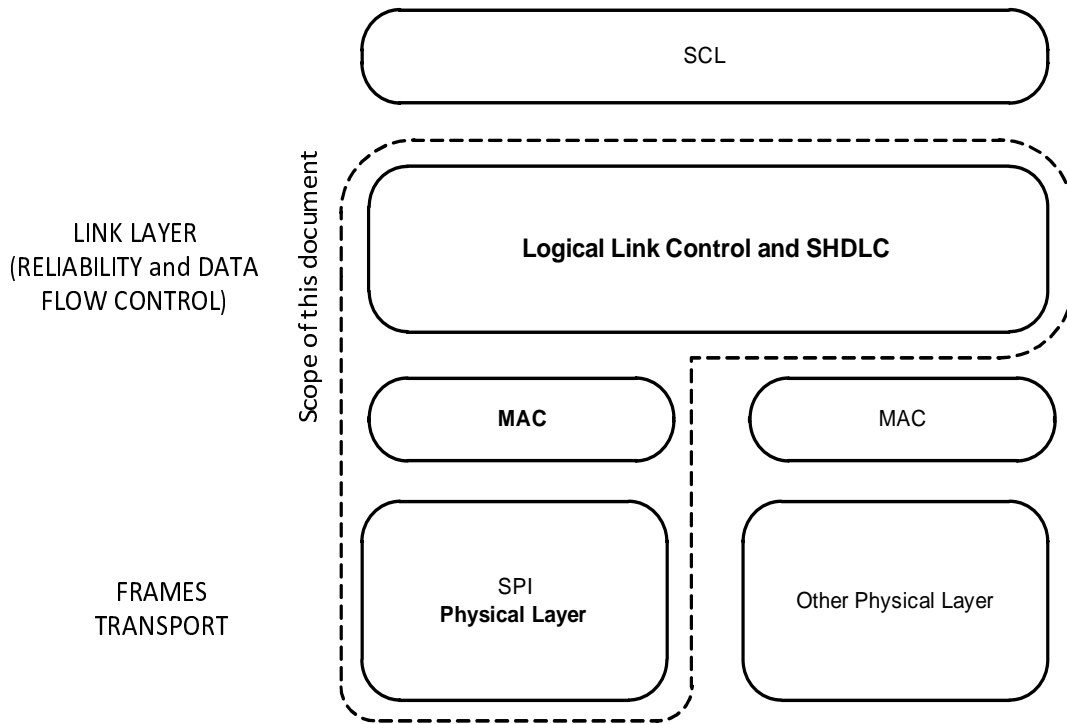 SCL
Scope of this document
LINK LAYER
(RELIABILITY and DATA
FLOW CONTROL)
Logical Link Control and SHDLC
MAC
MAC
FRAMES
TRANSPORT
SPI
Physical Layer
Other Physical Layer